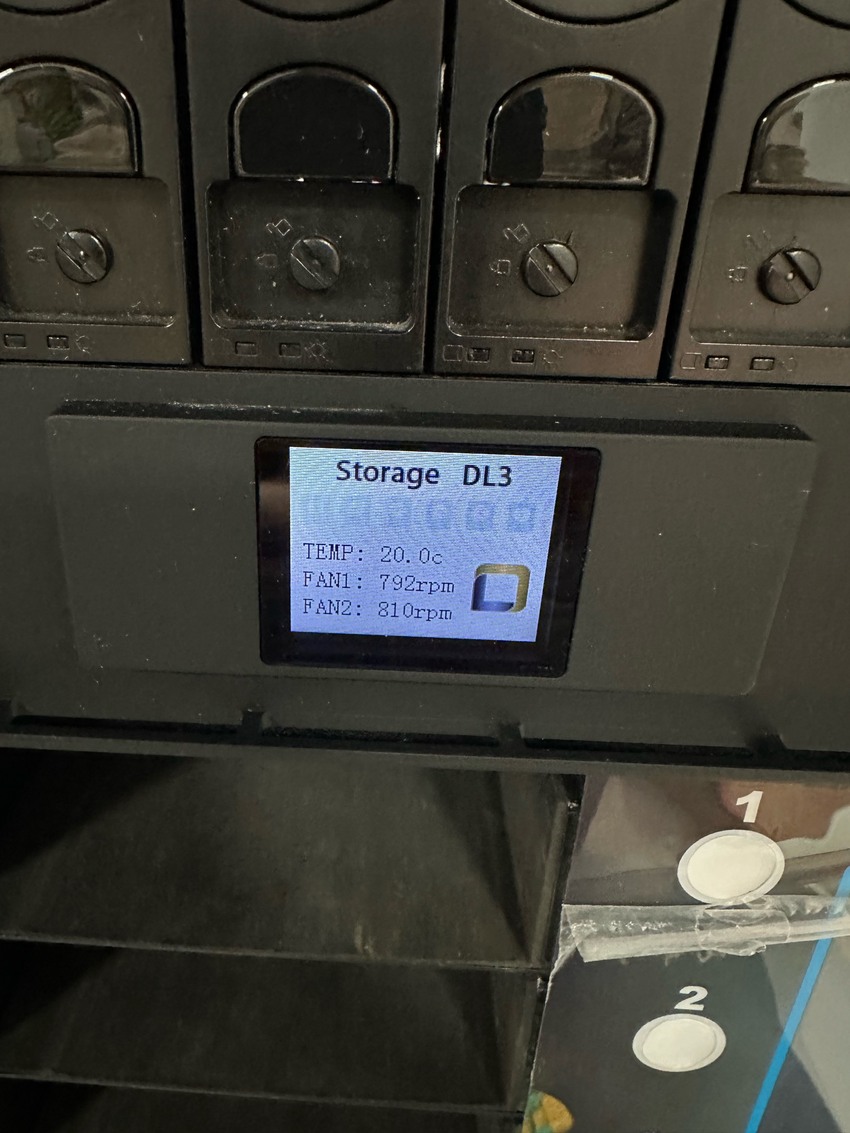 Storage DL3
TEMP: 20.0c
FAN1: 792rpm
FAN2: 810rpm
1
2